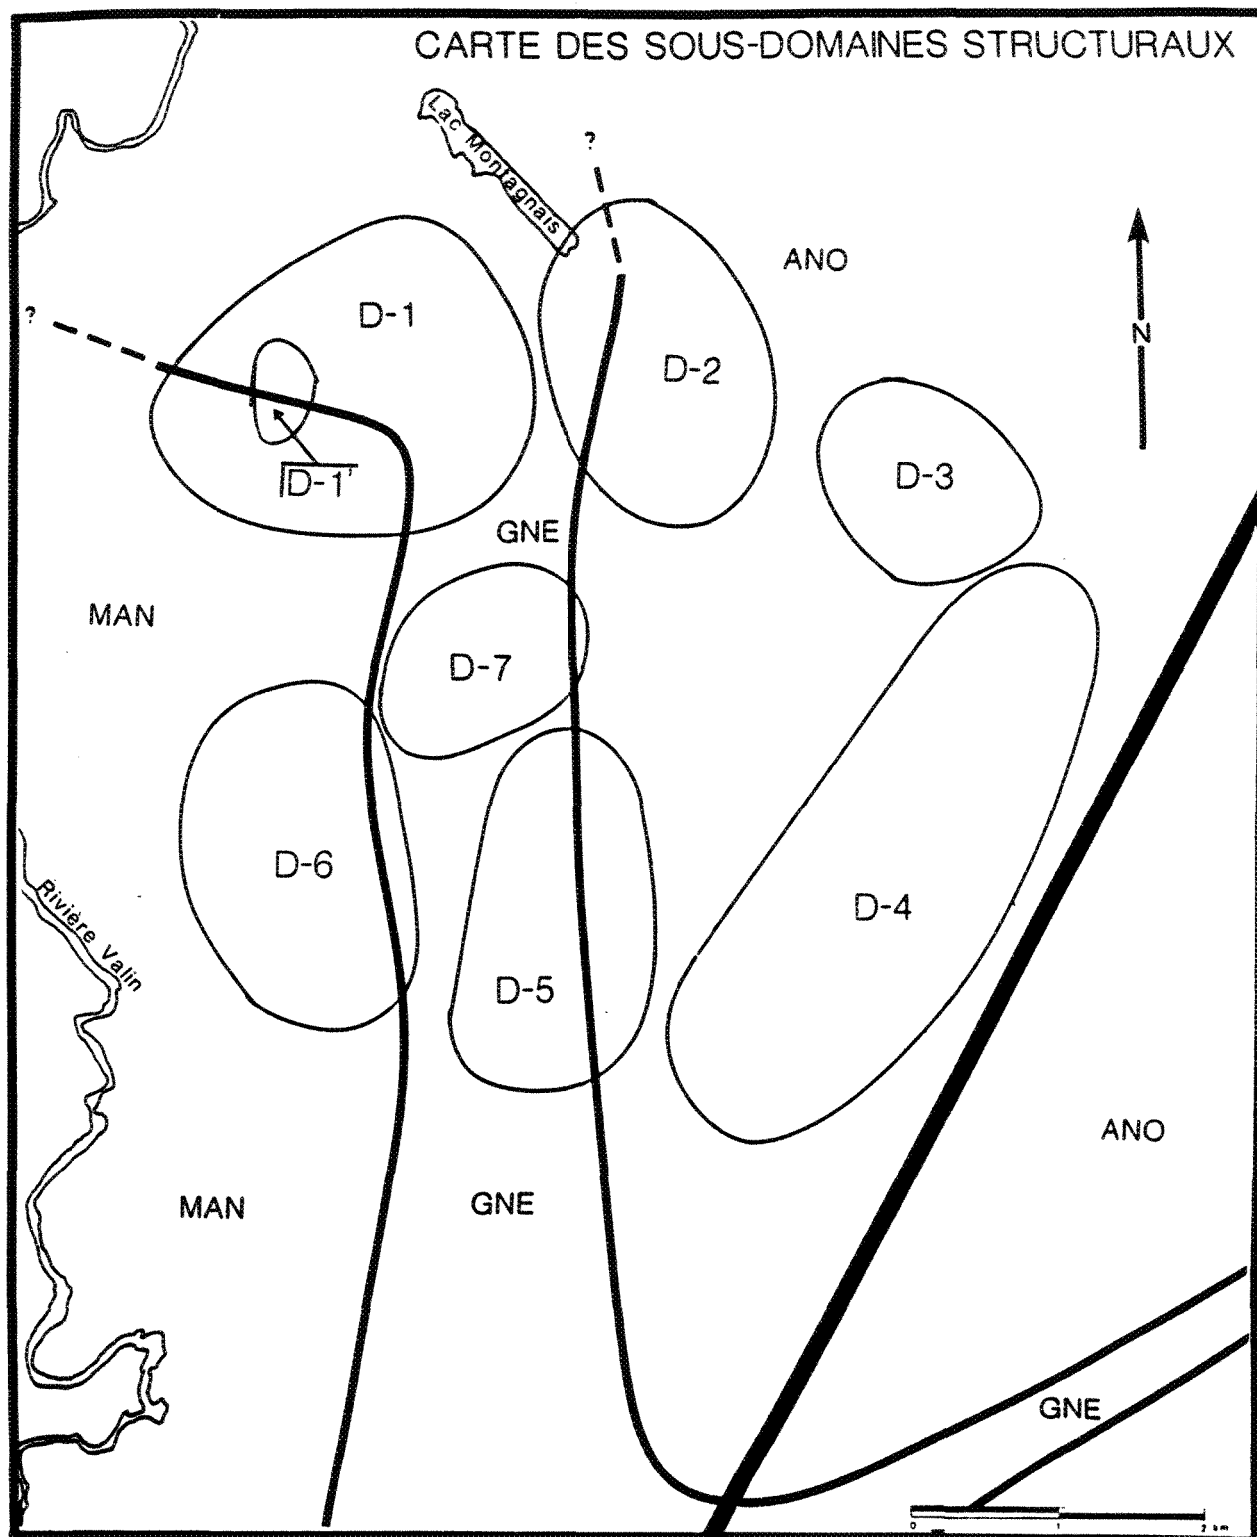 CARTE DES SOUS-DOMAINES STRUCTURAUX
Lac Montagnais
?
ANO
?
D-1
N
D-2
D-3
D-1'
GNE
MAN
D-7
D-6
D-4
Rivière Valin
D-5
ANO
MAN
GNE
GNE
0 1 2 km